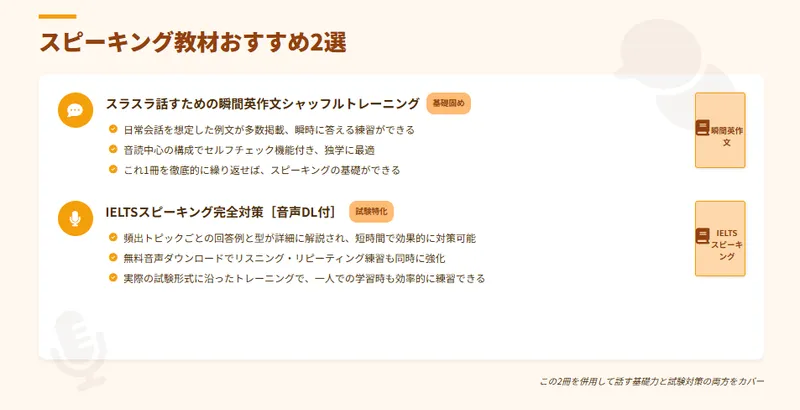 スピーキング教材おすすめ2選
スラスラ話すための瞬間英作文シャッフルトレーニング 基礎固め
日常会話を想定した例文が多数掲載、瞬時に答える練習ができる
音読中心の構成でセルフチェック機能付き、独学に最適
これ1冊を徹底的に繰り返せば、スピーキングの基礎ができる
瞬間英作
文
IELTSスピーキング完全対策［音声DL付］ 試験特化
頻出トピックごとの回答例と型が詳細に解説され、短時間で効果的に対策可能
無料音声ダウンロードでリスニング・リピーティング練習も同時に強化
実際の試験形式に沿ったトレーニングで、一人での学習時も効率的に練習できる
IELTS
スピーキ
ング
この2冊を併用して話す基礎力と試験対策の両方をカバー